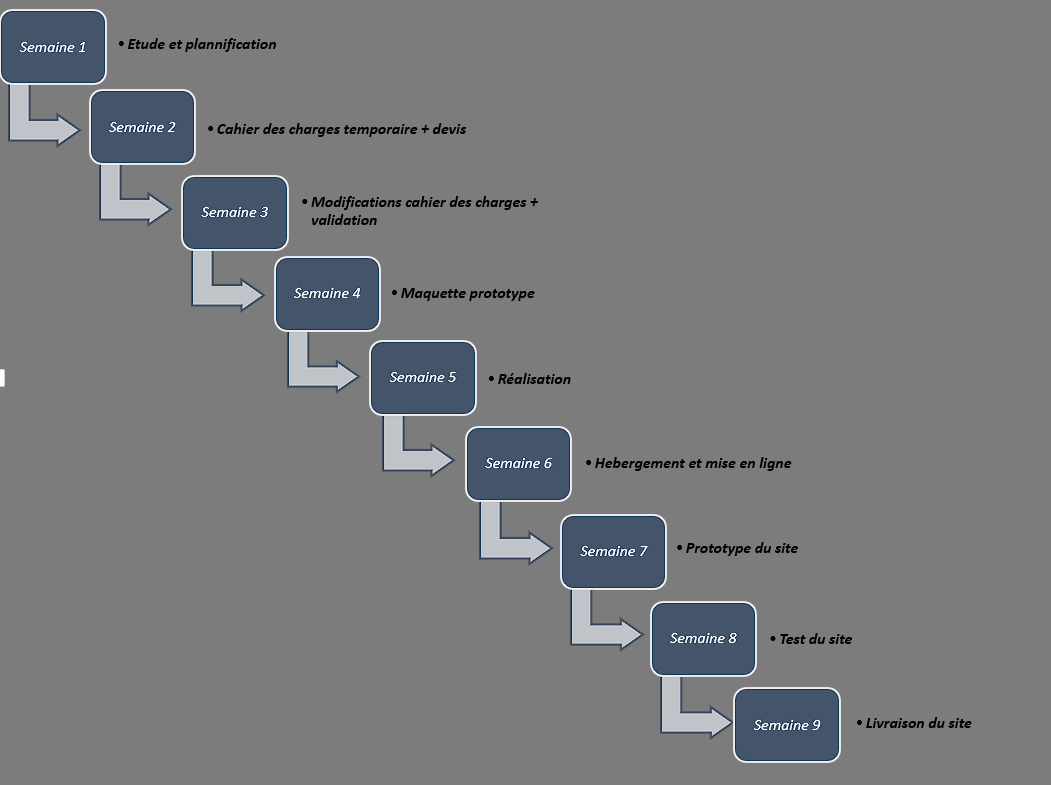 Semaine 1
• Etude et plannification
Semaine 2
• Cahier des charges temporaire + devis
Semaine 3
• Modifications cahier des charges +
validation
Semaine 4
• Maquette prototype
Semaine 5
• Réalisation
Semaine 6
• Hebergement et mise en ligne
Semaine 7
• Prototype du site
Semaine 8
• Test du site
Semaine 9
• Livraison du site